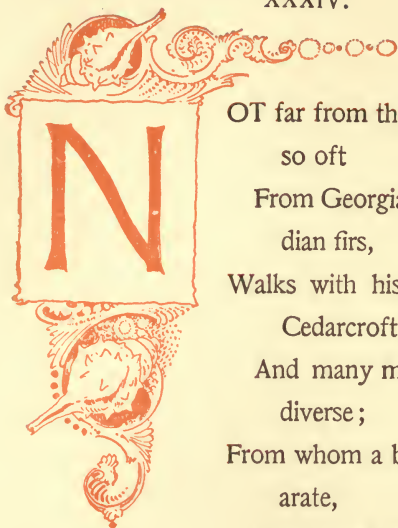 XXXIV.
NOT far from th
so oft
From Georgia
dian firs,
Walks with his
Cedarcroft
And many m
diverse;
From whom a b
arate,